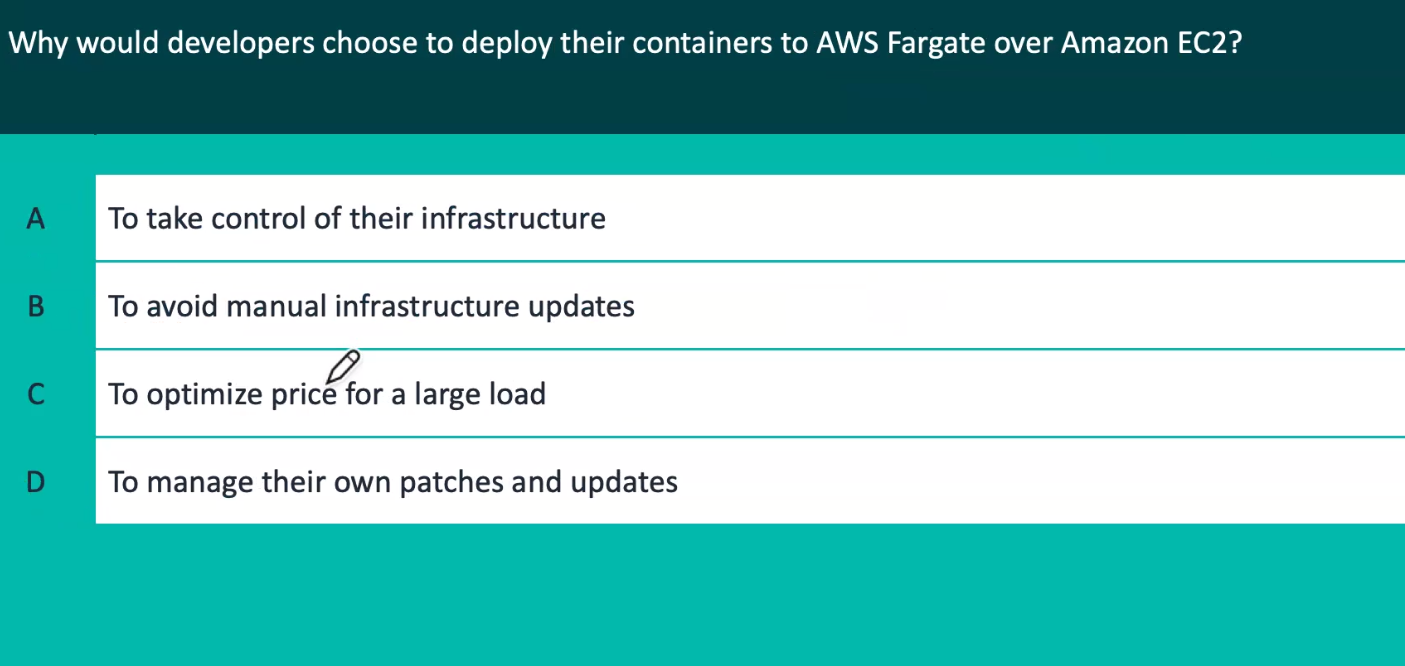 Why would developers choose to deploy their containers to AWS Fargate over Amazon EC2?
A To take control of their infrastructure
B To avoid manual infrastructure updates
C To optimize price for a large load
D To manage their own patches and updates